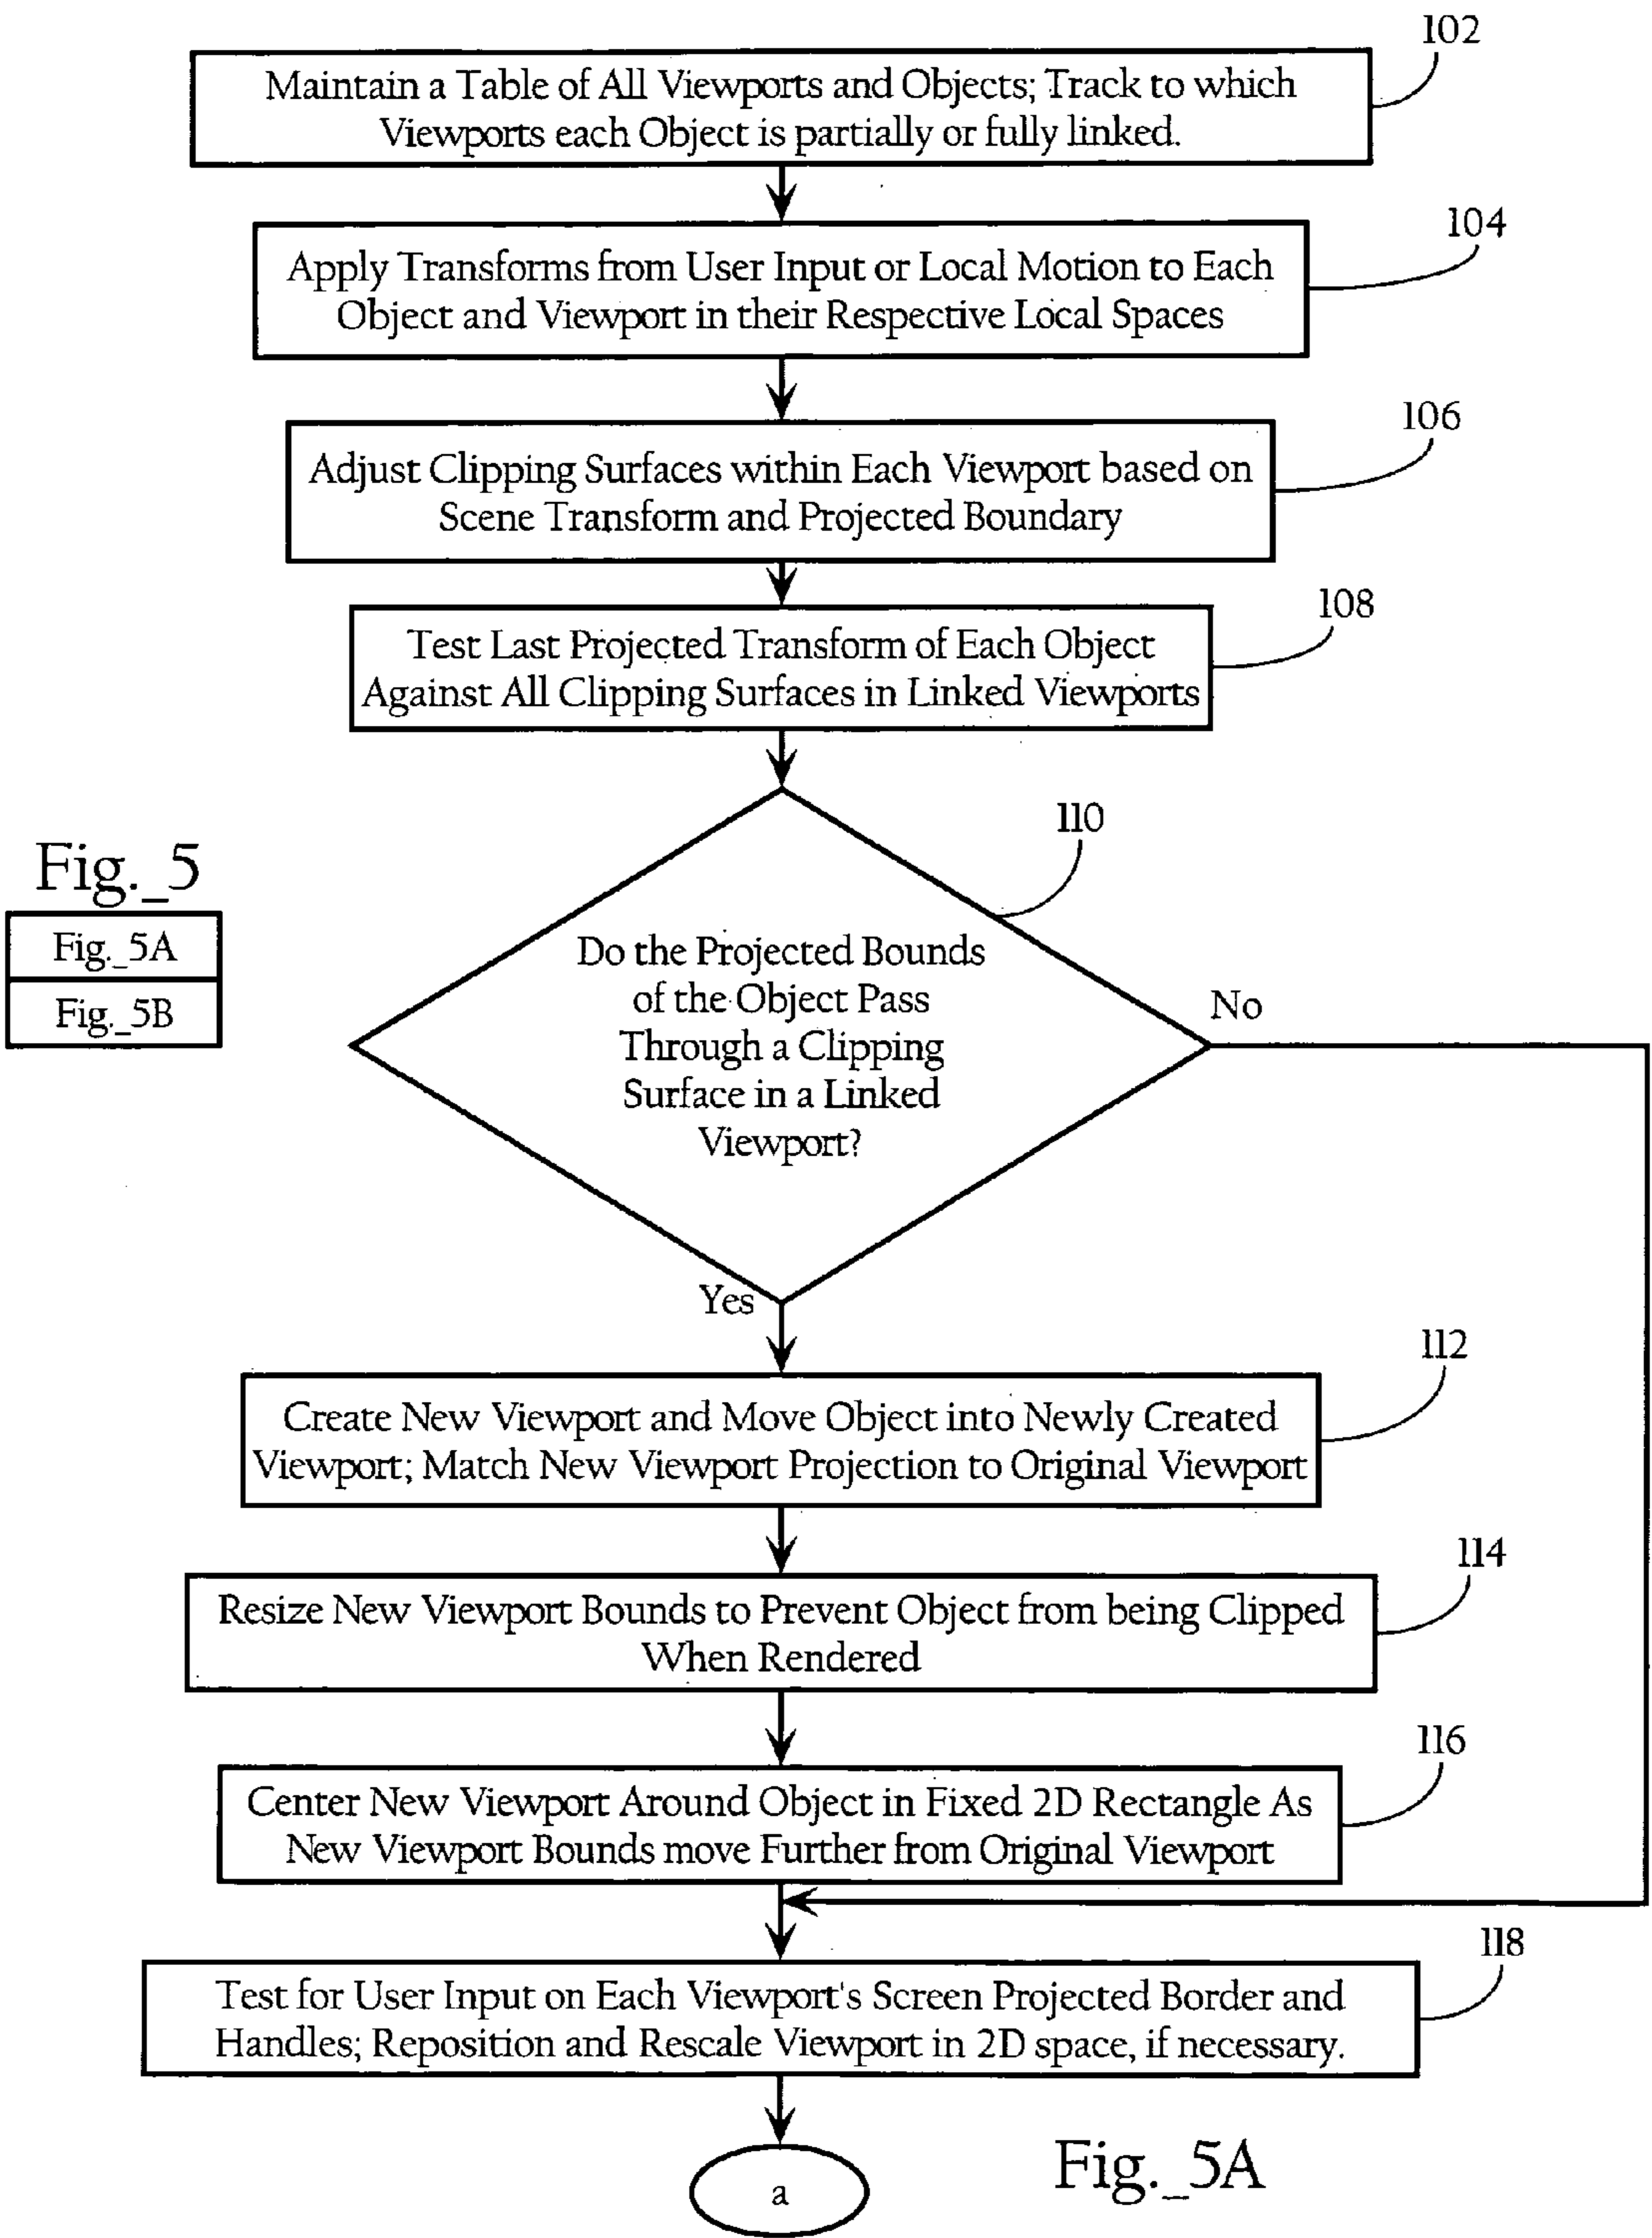 102
Maintain a Table of All Viewports and Objects; Track to which
Viewports each Object is partially or fully linked.
104
Apply Transforms from User Input or Local Motion to Each
Object and Viewport in their Respective Local Spaces
106
Adjust Clipping Surfaces within Each Viewport based on
Scene Transform and Projected Boundary
108
Test Last Projected Transform of Each Object
Against All Clipping Surfaces in Linked Viewports
110
Fig._5
Fig._5A
Fig._5B
Do the Projected Bounds
of the Object Pass
Through a Clipping
Surface in a Linked
Viewport?
No
Yes
112
Create New Viewport and Move Object into Newly Created
Viewport; Match New Viewport Projection to Original Viewport
114
Resize New Viewport Bounds to Prevent Object from being Clipped
When Rendered
116
Center New Viewport Around Object in Fixed 2D Rectangle As
New Viewport Bounds move Further from Original Viewport
118
Test for User Input on Each Viewport's Screen Projected Border and
Handles; Reposition and Rescale Viewport in 2D space, if necessary.
a
Fig._5A